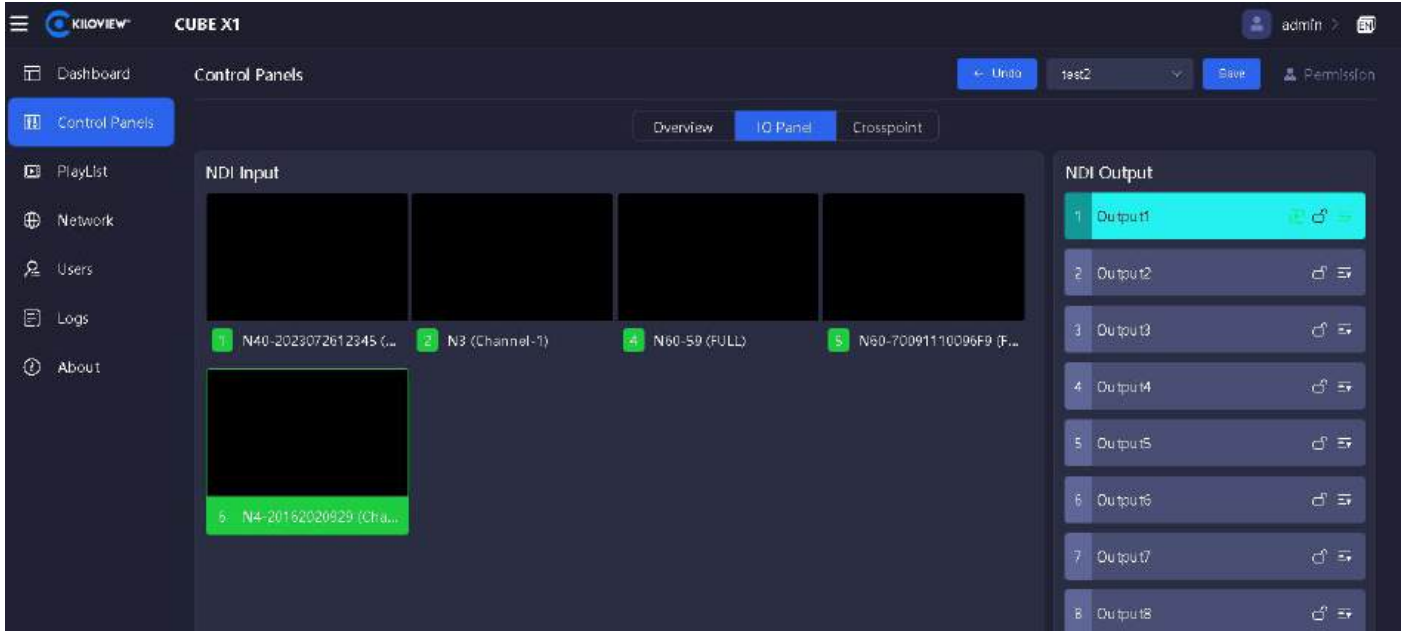 KILOVIEW CUBE X1 admin EN
Dashboard
Control Panels
PlayList
Network
Users
Logs
About
Control Panels Undo test2 Save Permission
Overview IO Panel Crosspoint
NDI Input
1 N40-2023072612345 (...
2 N3 (Channel-1)
4 N60-59 (FULL)
5 N60-70091110096F9 (F...
6 N4-20162020929 (Cha...
NDI Output
1 Output1
2 Output2
3 Output3
4 Output4
5 Output5
6 Output6
7 Output7
8 Output8